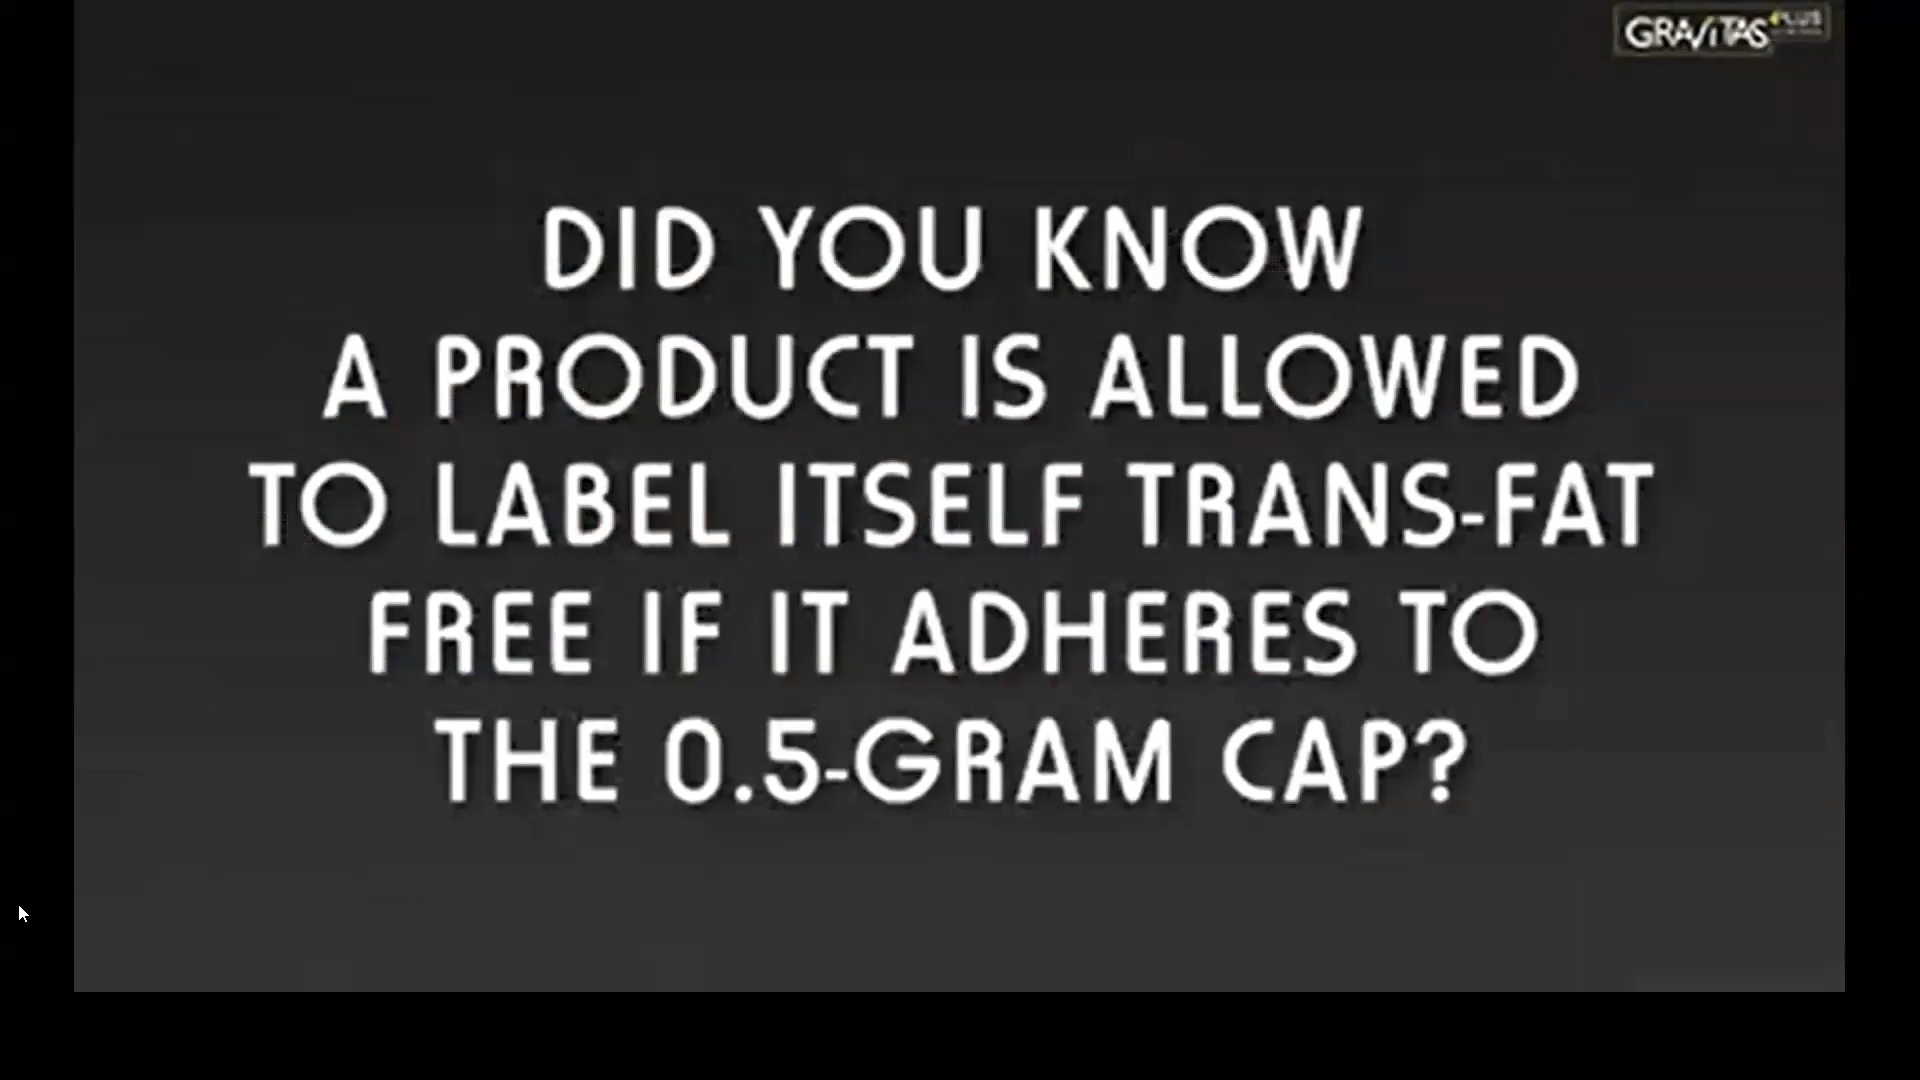 GRAVITAS PLUS
DID YOU KNOW
A PRODUCT IS ALLOWED
TO LABEL ITSELF TRANS-FAT
FREE IF IT ADHERES TO
THE 0.5-GRAM CAP?